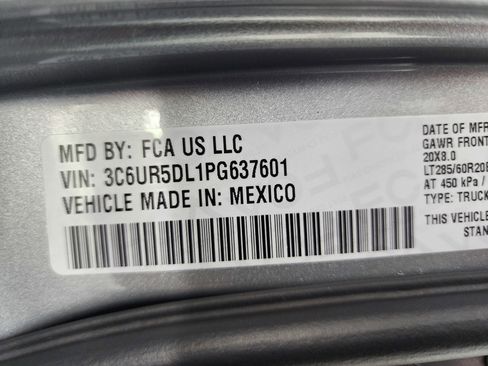 MFD BY: FCA US LLC
VIN: 3C6UR5DL1PG637601
VEHICLE MADE IN: MEXICO
DATE OF MFR
GAWR FRONT
20X8.0
LT285/60R20E
AT 450 kPa /
TYPE: TRUCK
THIS VEHICLE
STAN